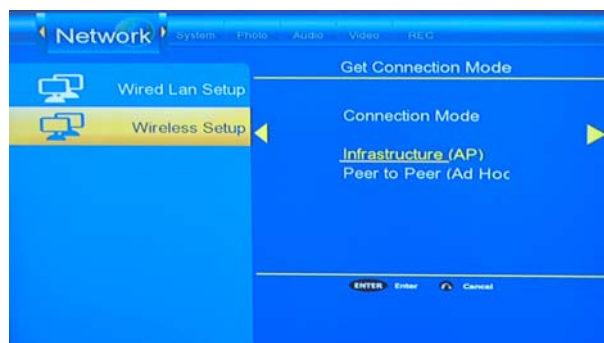 Network System Photo Audio Video REC
Get Connection Mode
Wired Lan Setup
Connection Mode
Wireless Setup
Infrastructure (AP)
Peer to Peer (Ad Hoc
ENTER Enter Cancel